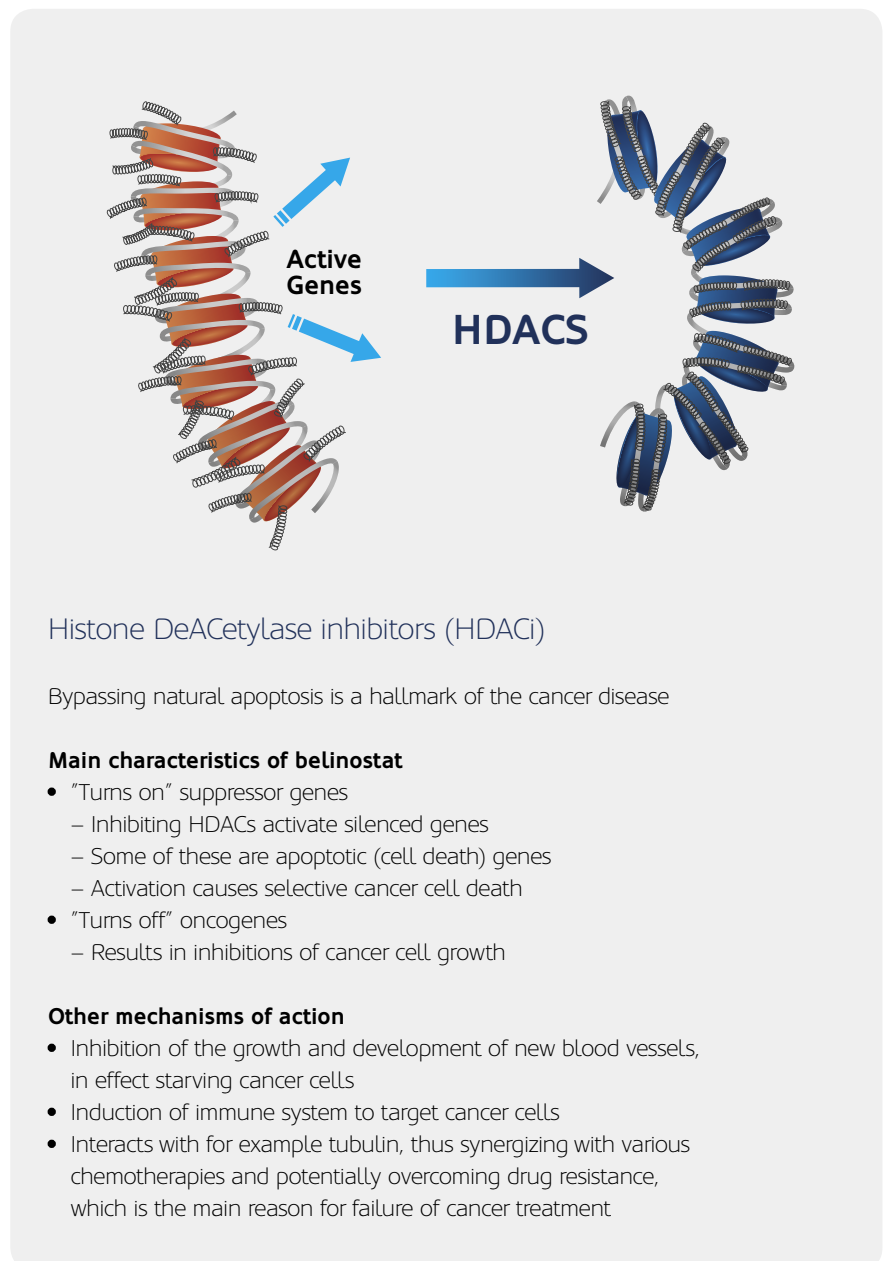 Active
Genes
HDACS
Histone DeACetylase inhibitors (HDACi)
Bypassing natural apoptosis is a hallmark of the cancer disease
Main characteristics of belinostat
• ”Turns on” suppressor genes
– Inhibiting HDACs activate silenced genes
– Some of these are apoptotic (cell death) genes
– Activation causes selective cancer cell death
• ”Turns off” oncogenes
– Results in inhibitions of cancer cell growth
Other mechanisms of action
• Inhibition of the growth and development of new blood vessels,
in effect starving cancer cells
• Induction of immune system to target cancer cells
• Interacts with for example tubulin, thus synergizing with various
chemotherapies and potentially overcoming drug resistance,
which is the main reason for failure of cancer treatment